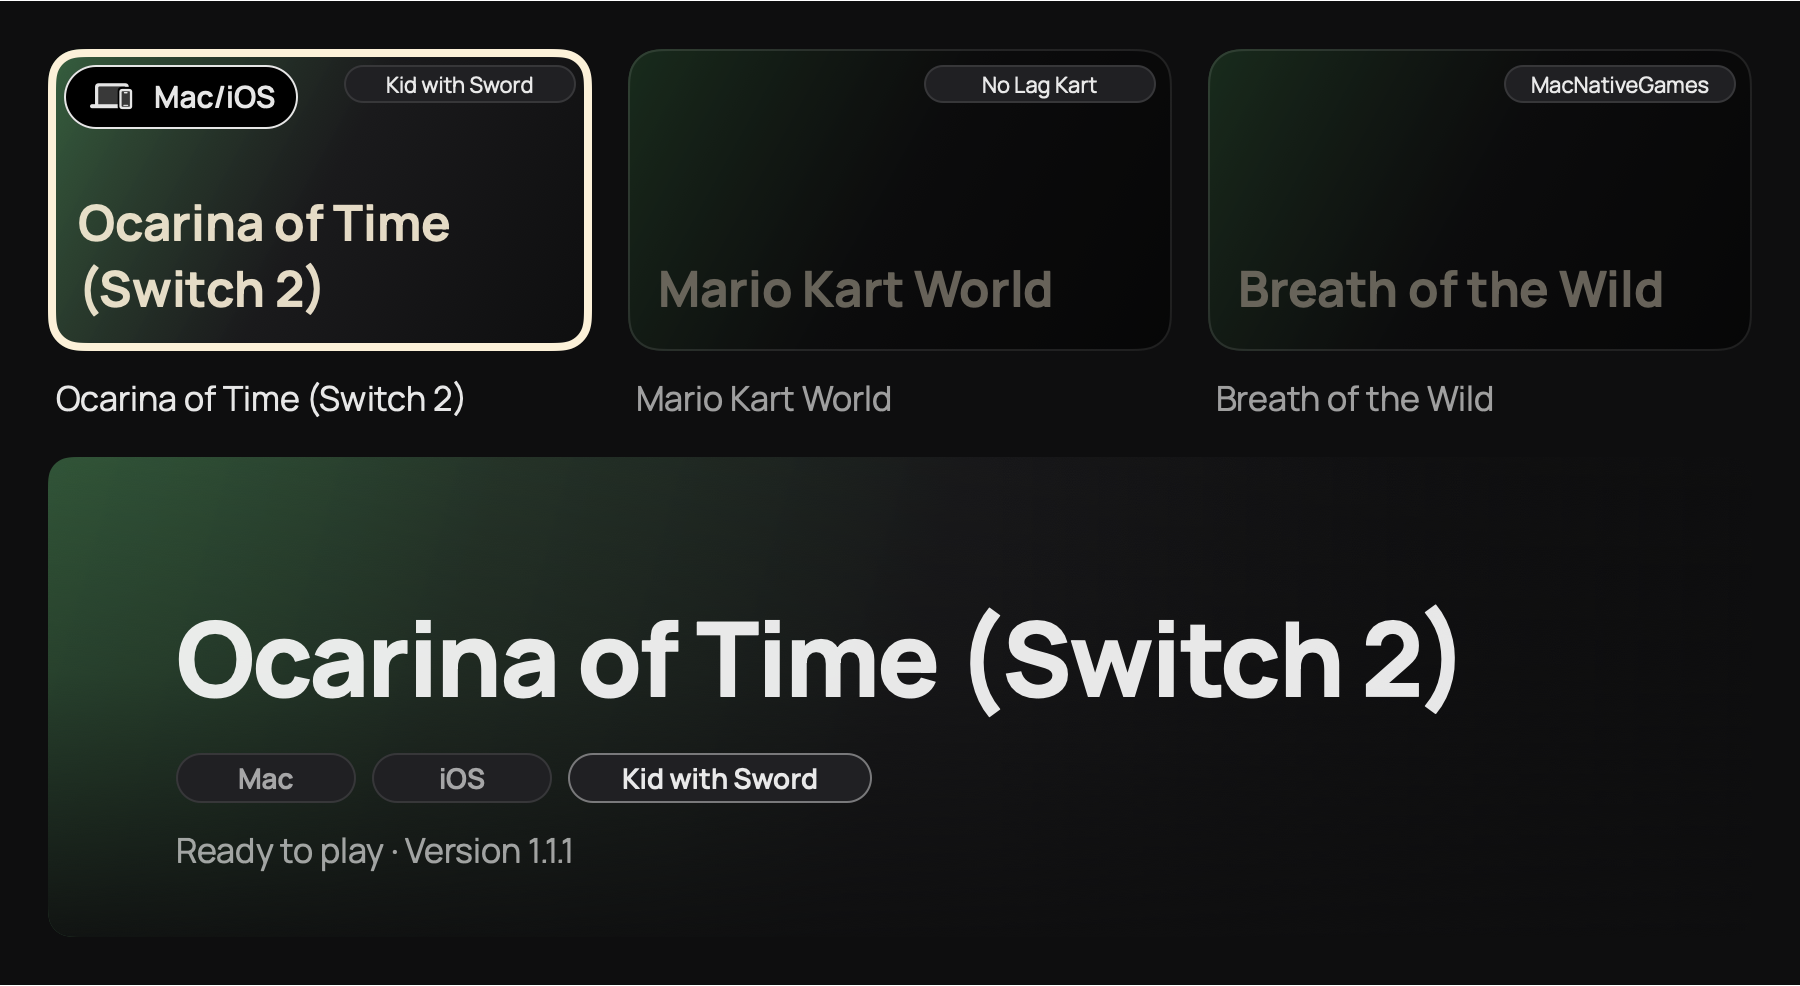 Mac/iOS
Kid with Sword
Ocarina of Time
(Switch 2)
Ocarina of Time (Switch 2)
No Lag Kart
Mario Kart World
Mario Kart World
MacNativeGames
Breath of the Wild
Breath of the Wild
Ocarina of Time (Switch 2)
Mac
iOS
Kid with Sword
Ready to play · Version 1.1.1